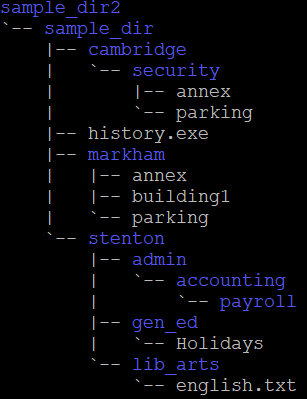 sample_dir2
`-- sample_dir
    |-- cambridge
    |   `-- security
    |       |-- annex
    |       `-- parking
    |-- history.exe
    |-- markham
    |   |-- annex
    |   |-- building1
    |   `-- parking
    `-- stenton
        |-- admin
        |   `-- accounting
        |       `-- payroll
        |-- gen_ed
        |   `-- Holidays
        `-- lib_arts
            `-- english.txt